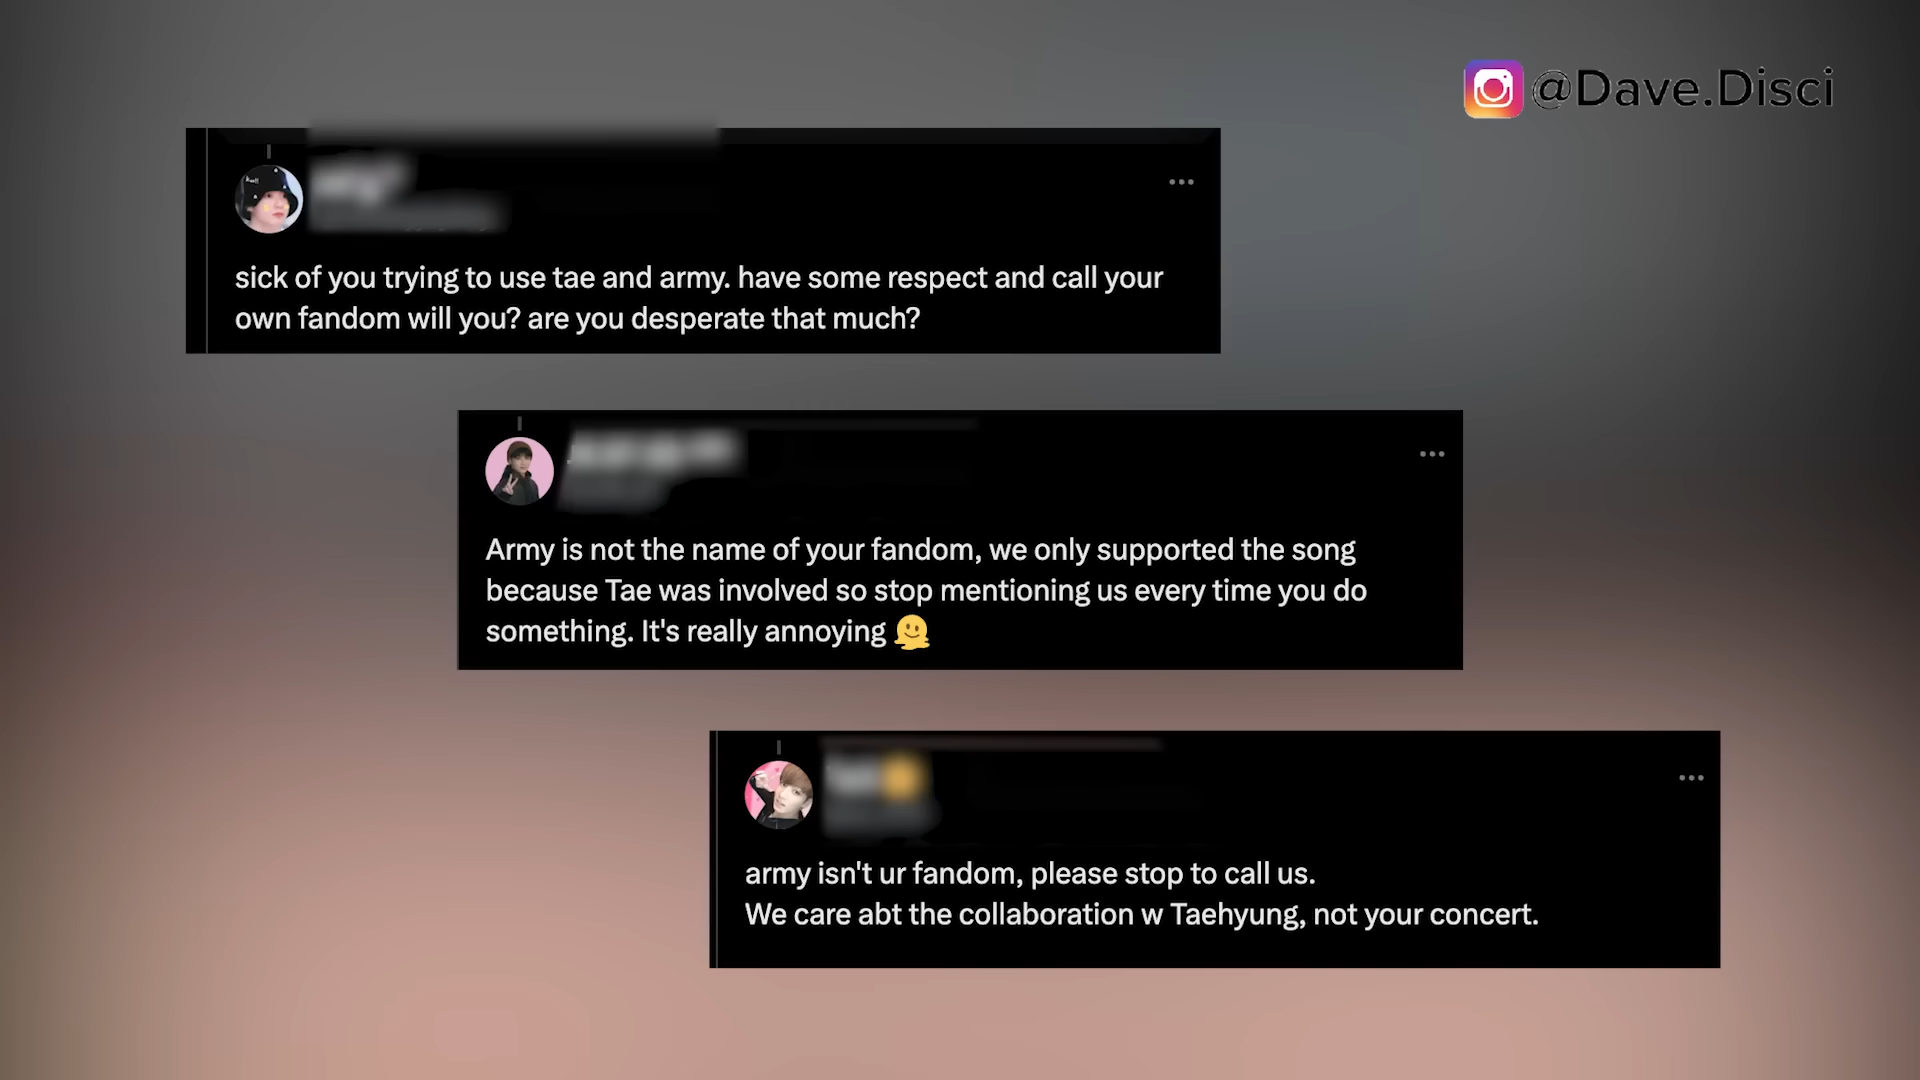 @Dave.Disci
sick of you trying to use tae and army. have some respect and call your
own fandom will you? are you desperate that much?
Army is not the name of your fandom, we only supported the song
because Tae was involved so stop mentioning us every time you do
something. It's really annoying 🫠
army isn't ur fandom, please stop to call us.
We care abt the collaboration w Taehyung, not your concert.